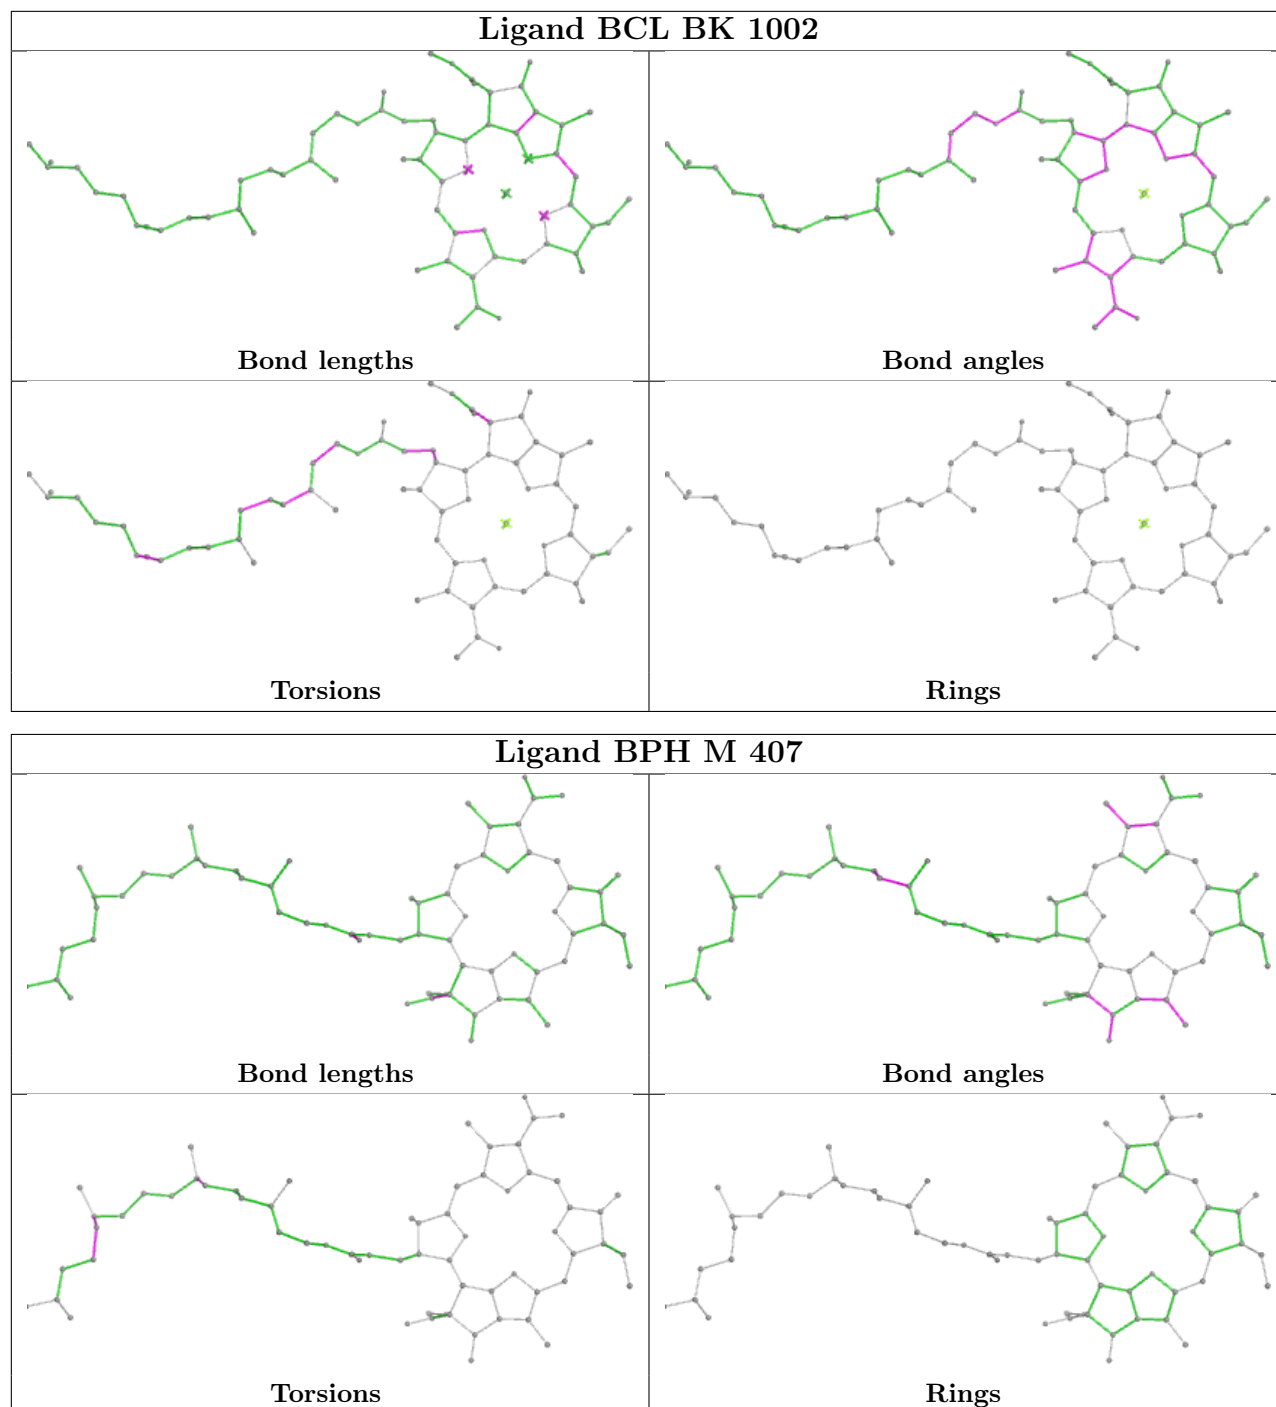 Ligand BCL BK 1002
Bond lengths
Bond angles
Torsions
Rings
Ligand BPH M 407
Bond lengths
Bond angles
Torsions
Rings